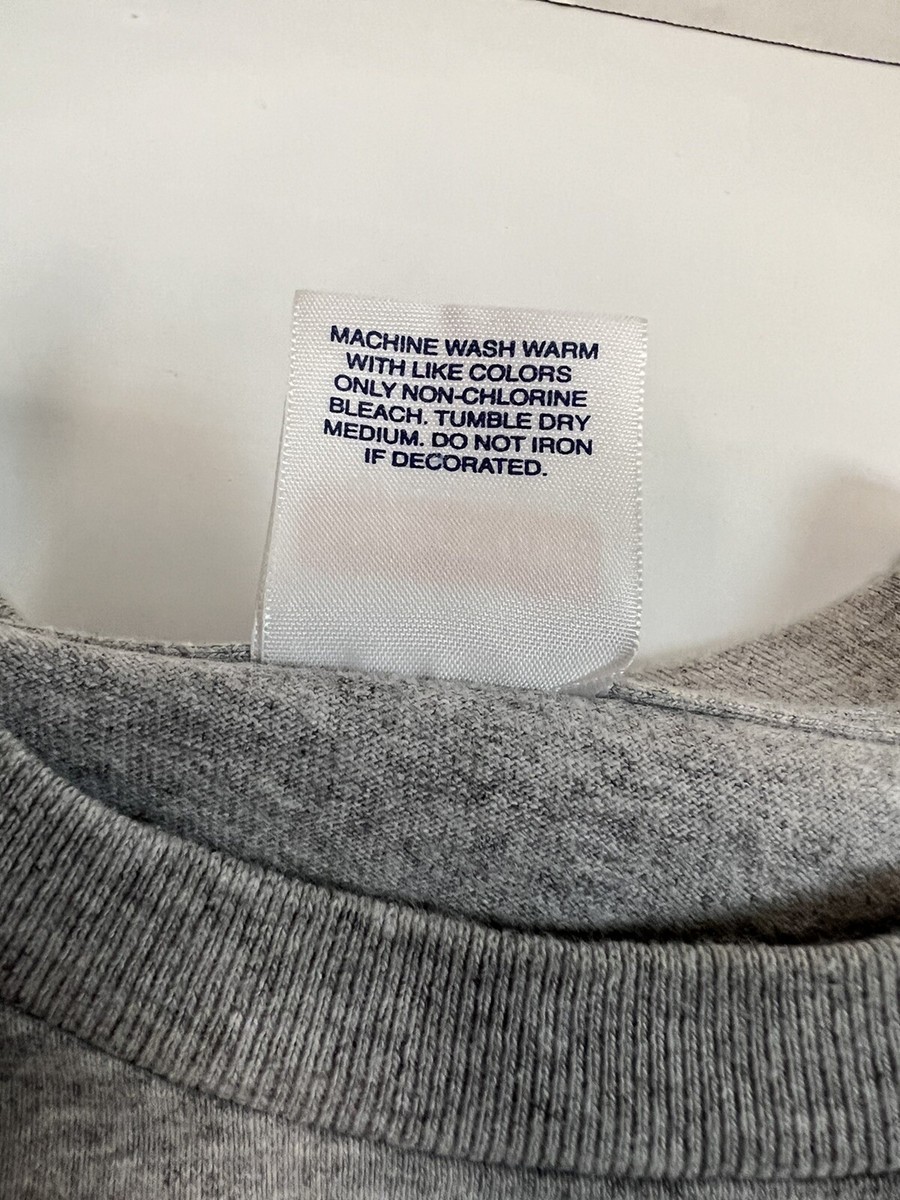 MACHINE WASH WARM
WITH LIKE COLORS
ONLY NON-CHLORINE
BLEACH. TUMBLE DRY
MEDIUM. DO NOT IRON
IF DECORATED.